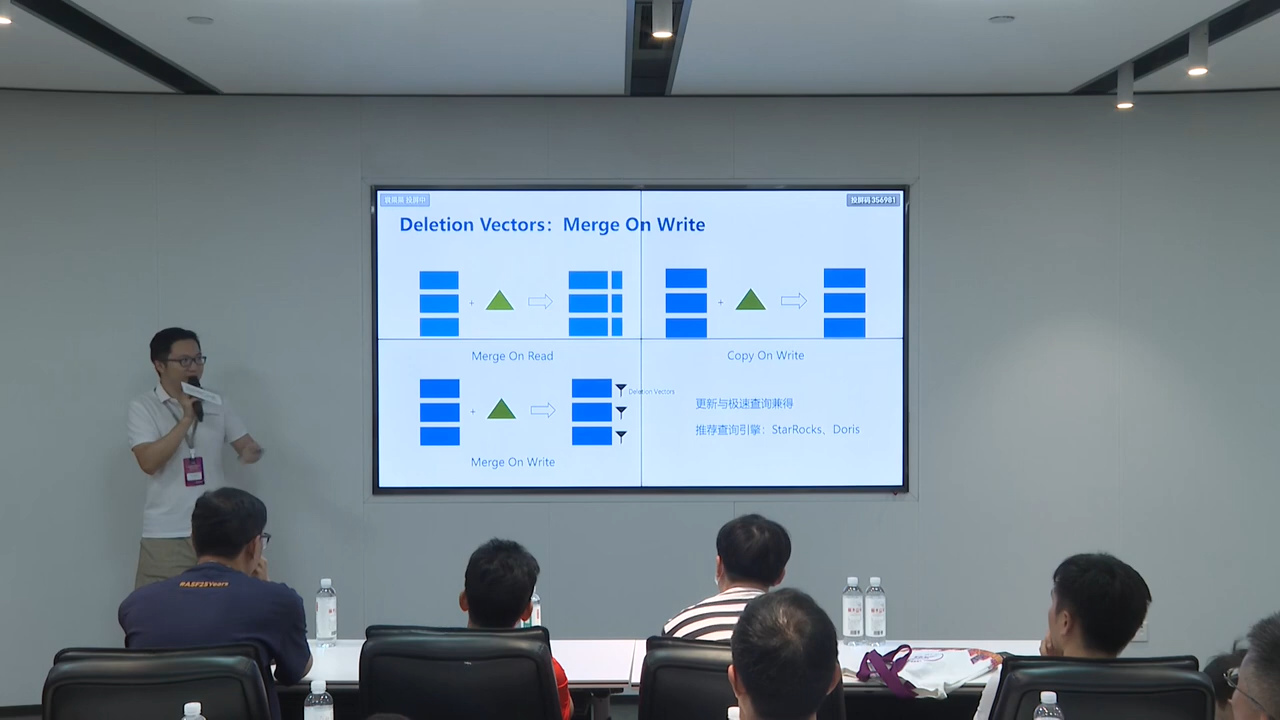 投屏码 356981
Deletion Vectors：Merge On Write
Merge On Read
Copy On Write
Deletion Vectors
更新与极速查询兼得
推荐查询引擎：StarRocks、Doris
Merge On Write
#ASF25Years